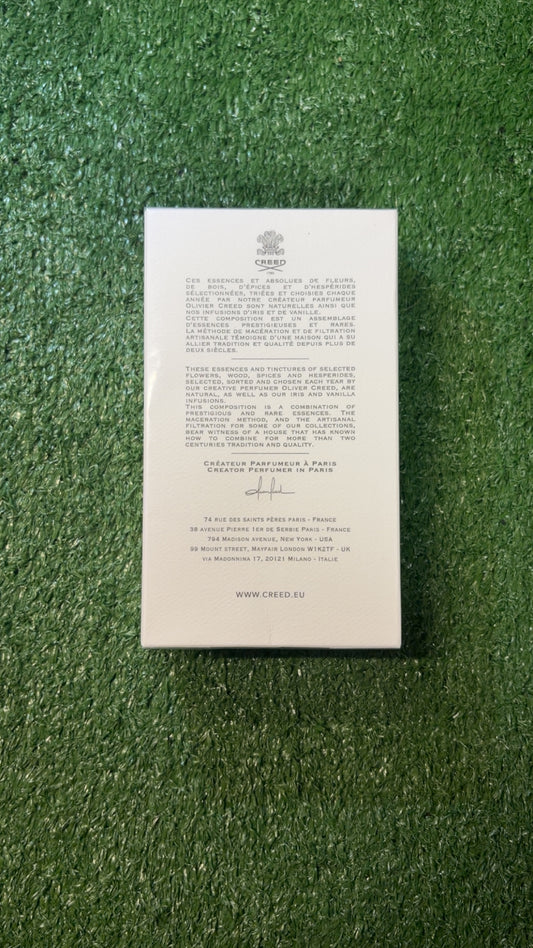 CREED
1760
CES ESSENCES ET ABSOLUES DE FLEURS,
DE BOIS, D'ÉPICES ET D'HESPÉRIDES
SÉLECTIONNÉES, TRIÉES ET CHOISIES CHAQUE
ANNÉE PAR NOTRE CRÉATEUR PARFUMEUR
OLIVIER CREED SONT NATURELLES AINSI QUE
NOS INFUSIONS D'IRIS ET DE VANILLE.
CETTE COMPOSITION EST UN ASSEMBLAGE
D'ESSENCES PRESTIGIEUSES ET RARES.
LA MÉTHODE DE MACÉRATION ET DE FILTRATION
ARTISANALE TÉMOIGNE D'UNE MAISON QUI A SU
ALLIER TRADITION ET QUALITÉ DEPUIS PLUS DE
DEUX SIÈCLES.
THESE ESSENCES AND TINCTURES OF SELECTED
FLOWERS, WOOD, SPICES AND HESPERIDES,
SELECTED, SORTED AND CHOSEN EACH YEAR BY
OUR CREATIVE PERFUMER OLIVER CREED, ARE
NATURAL, AS WELL AS OUR IRIS AND VANILLA
INFUSIONS.
THIS COMPOSITION IS A COMBINATION OF
PRESTIGIOUS AND RARE ESSENCES. THE
MACERATION METHOD, AND THE ARTISANAL
FILTRATION FOR SOME OF OUR COLLECTIONS,
BEAR WITNESS OF A HOUSE THAT HAS KNOWN
HOW TO COMBINE FOR MORE THAN TWO
CENTURIES TRADITION AND QUALITY.
CRÉATEUR PARFUMEUR À PARIS
CREATOR PERFUMER IN PARIS
74 RUE DES SAINTS PÈRES PARIS - FRANCE
38 AVENUE PIERRE 1ER DE SERBIE PARIS - FRANCE
794 MADISON AVENUE, NEW YORK - USA
99 MOUNT STREET, MAYFAIR LONDON W1K2TF - UK
VIA MADONNINA 17, 20121 MILANO - ITALIE
WWW.CREED.EU